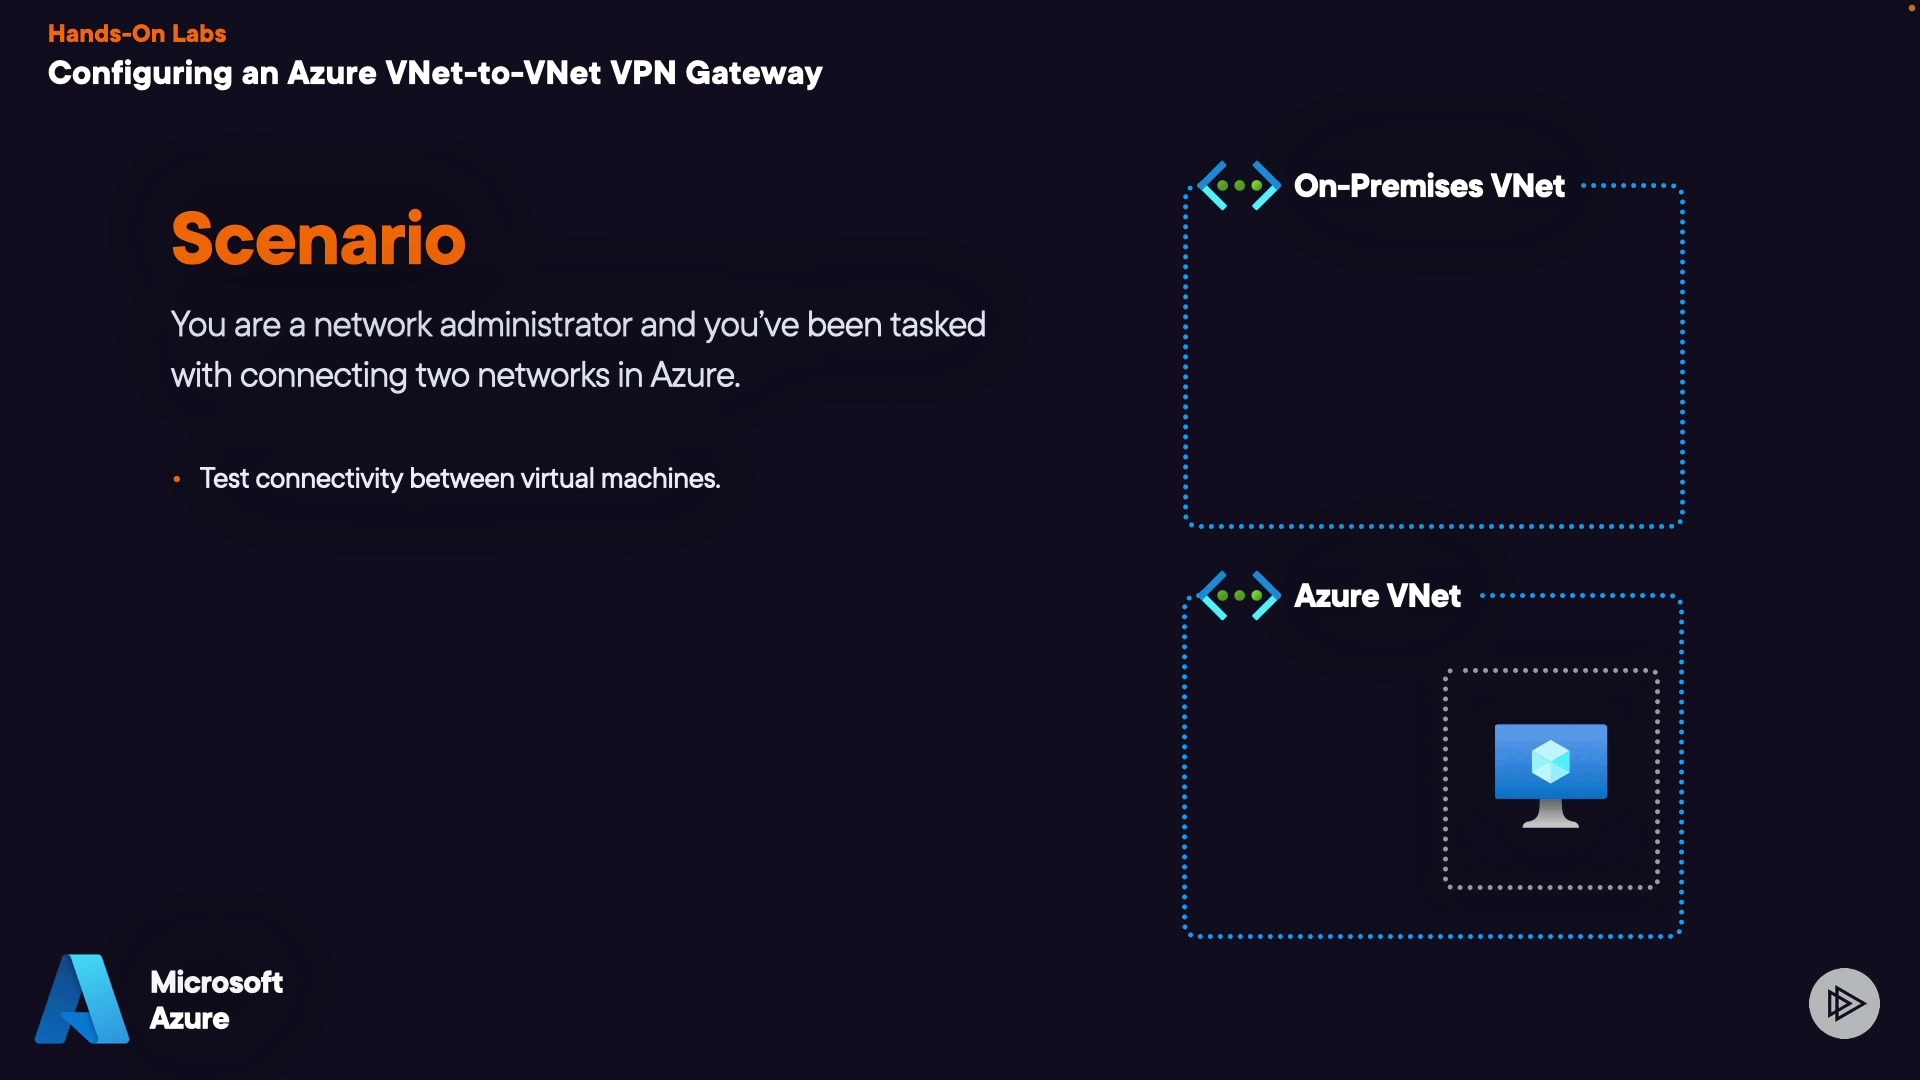 Hands-On Labs
Configuring an Azure VNet-to-VNet VPN Gateway
Scenario
You are a network administrator and you’ve been tasked
with connecting two networks in Azure.
• Test connectivity between virtual machines.
On-Premises VNet
Azure VNet
Microsoft
Azure